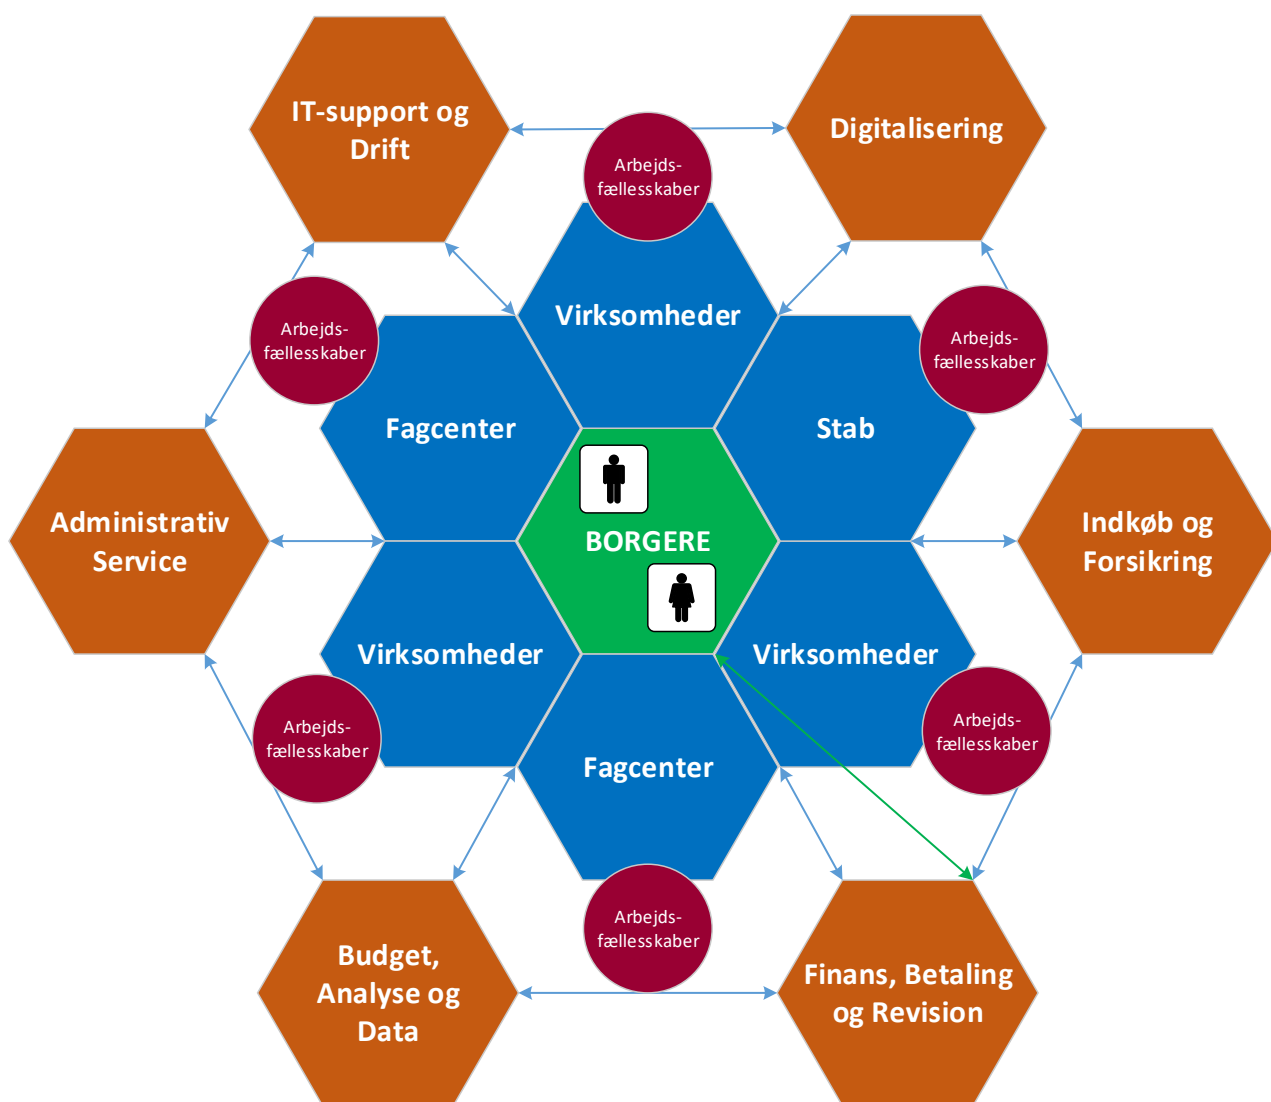 IT-support og
Drift
Digitalisering
Arbejds-
fællesskaber
Virksomheder
Arbejds-
fællesskaber
Arbejds-
fællesskaber
Fagcenter
Stab
Administrativ
Service
BORGERE
Indkøb og
Forsikring
Virksomheder
Virksomheder
Arbejds-
fællesskaber
Arbejds-
fællesskaber
Fagcenter
Arbejds-
fællesskaber
Budget,
Analyse og
Data
Finans, Betaling
og Revision